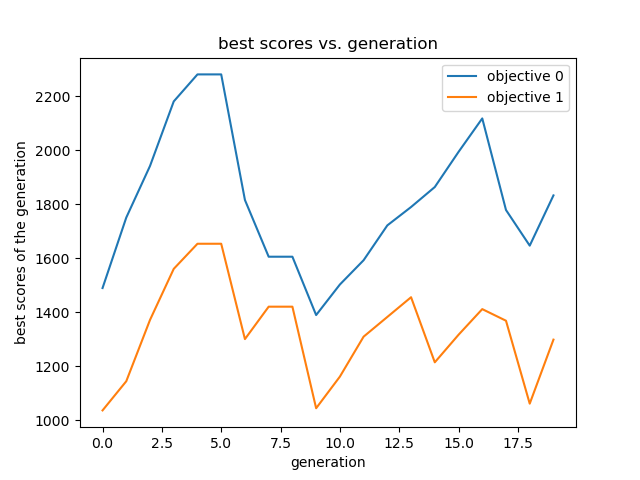 best scores vs. generation
objective 0
objective 1
best scores of the generation
2200
2000
1800
1600
1400
1200
1000
0.0 2.5 5.0 7.5 10.0 12.5 15.0 17.5
generation